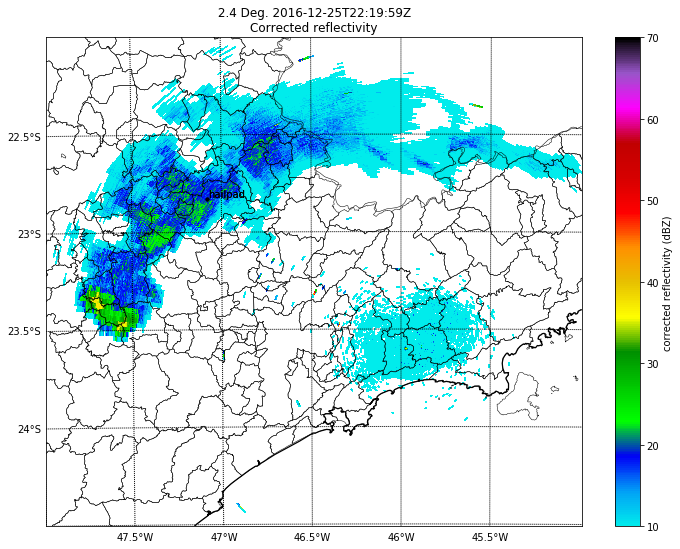 2.4 Deg. 2016-12-25T22:19:59Z
Corrected reflectivity
22.5°S
23°S
23.5°S
24°S
47.5°W
47°W
46.5°W
46°W
45.5°W
70
60
50
40
30
20
10
corrected reflectivity (dBZ)